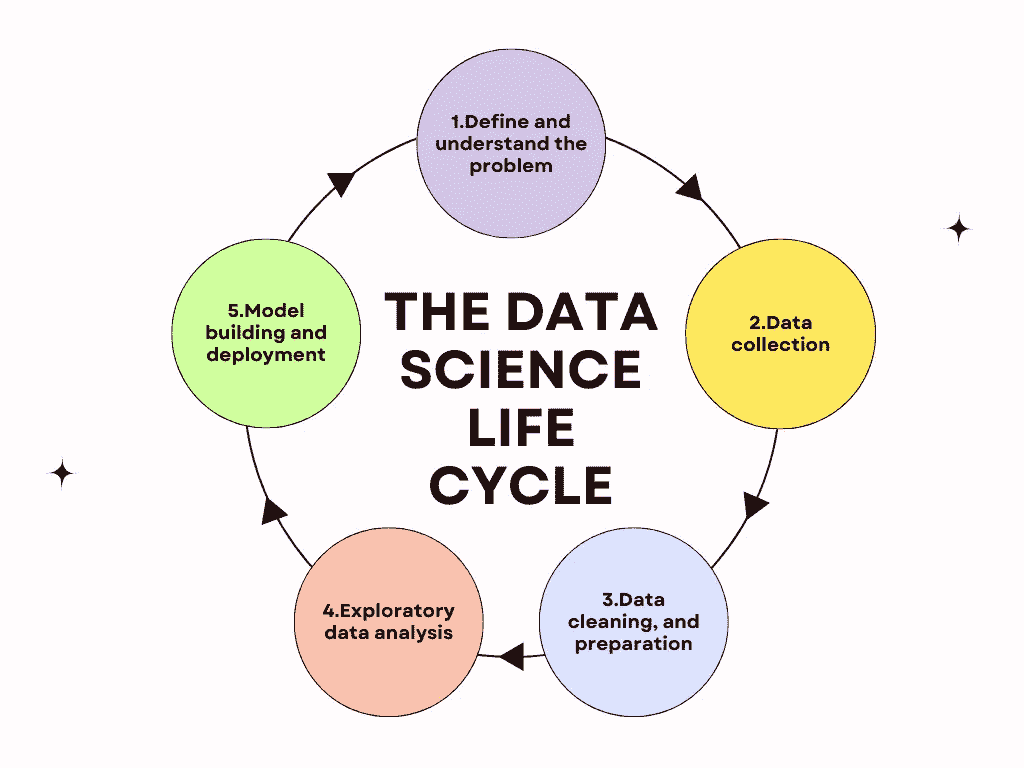 1.Define and
understand the
problem
5.Model
building and
deployment
THE DATA
SCIENCE
LIFE
CYCLE
2.Data
collection
4.Exploratory
data analysis
3.Data
cleaning, and
preparation